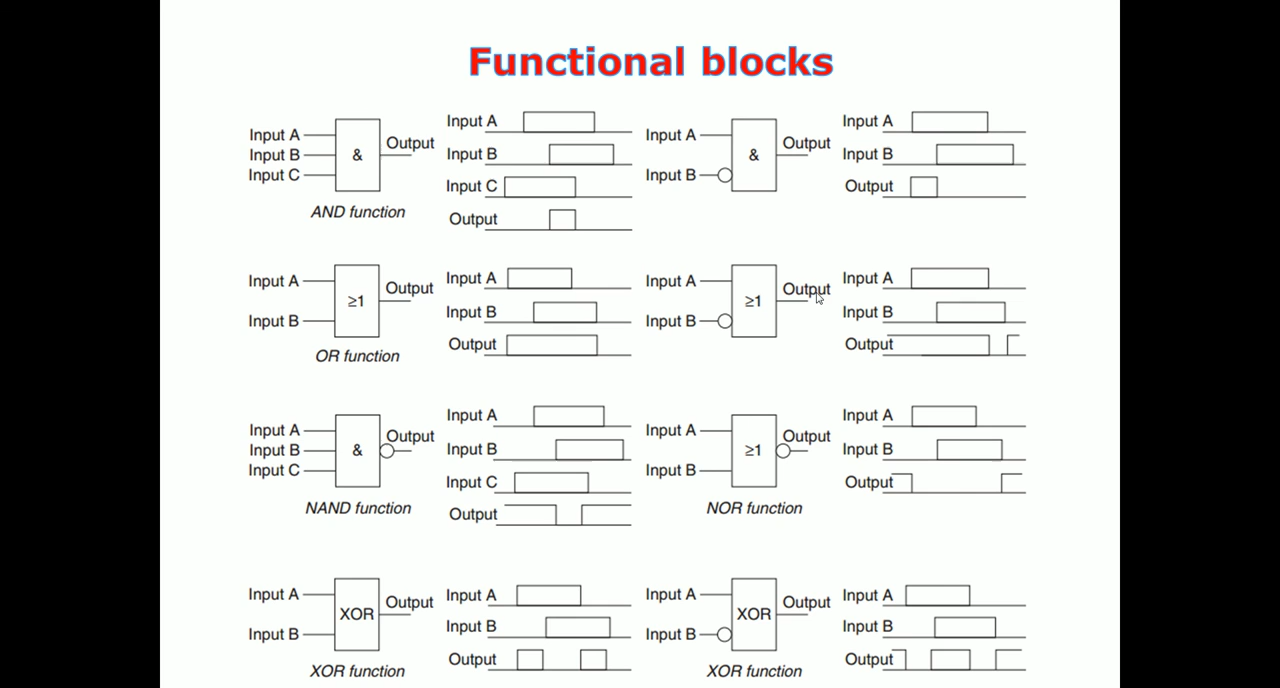 Functional blocks
Input A
Input B
Input C
&
Output
AND function
Input A
Input B
Input C
Output
Input A
Input B
&
Output
Input A
Input B
Output
Input A
Input B
≥1
Output
OR function
Input A
Input B
Output
Input A
Input B
≥1
Output
Input A
Input B
Output
Input A
Input B
Input C
&
Output
NAND function
Input A
Input B
Input C
Output
Input A
Input B
≥1
Output
NOR function
Input A
Input B
Output
Input A
Input B
XOR
Output
XOR function
Input A
Input B
Output
Input A
Input B
XOR
Output
XOR function
Input A
Input B
Output